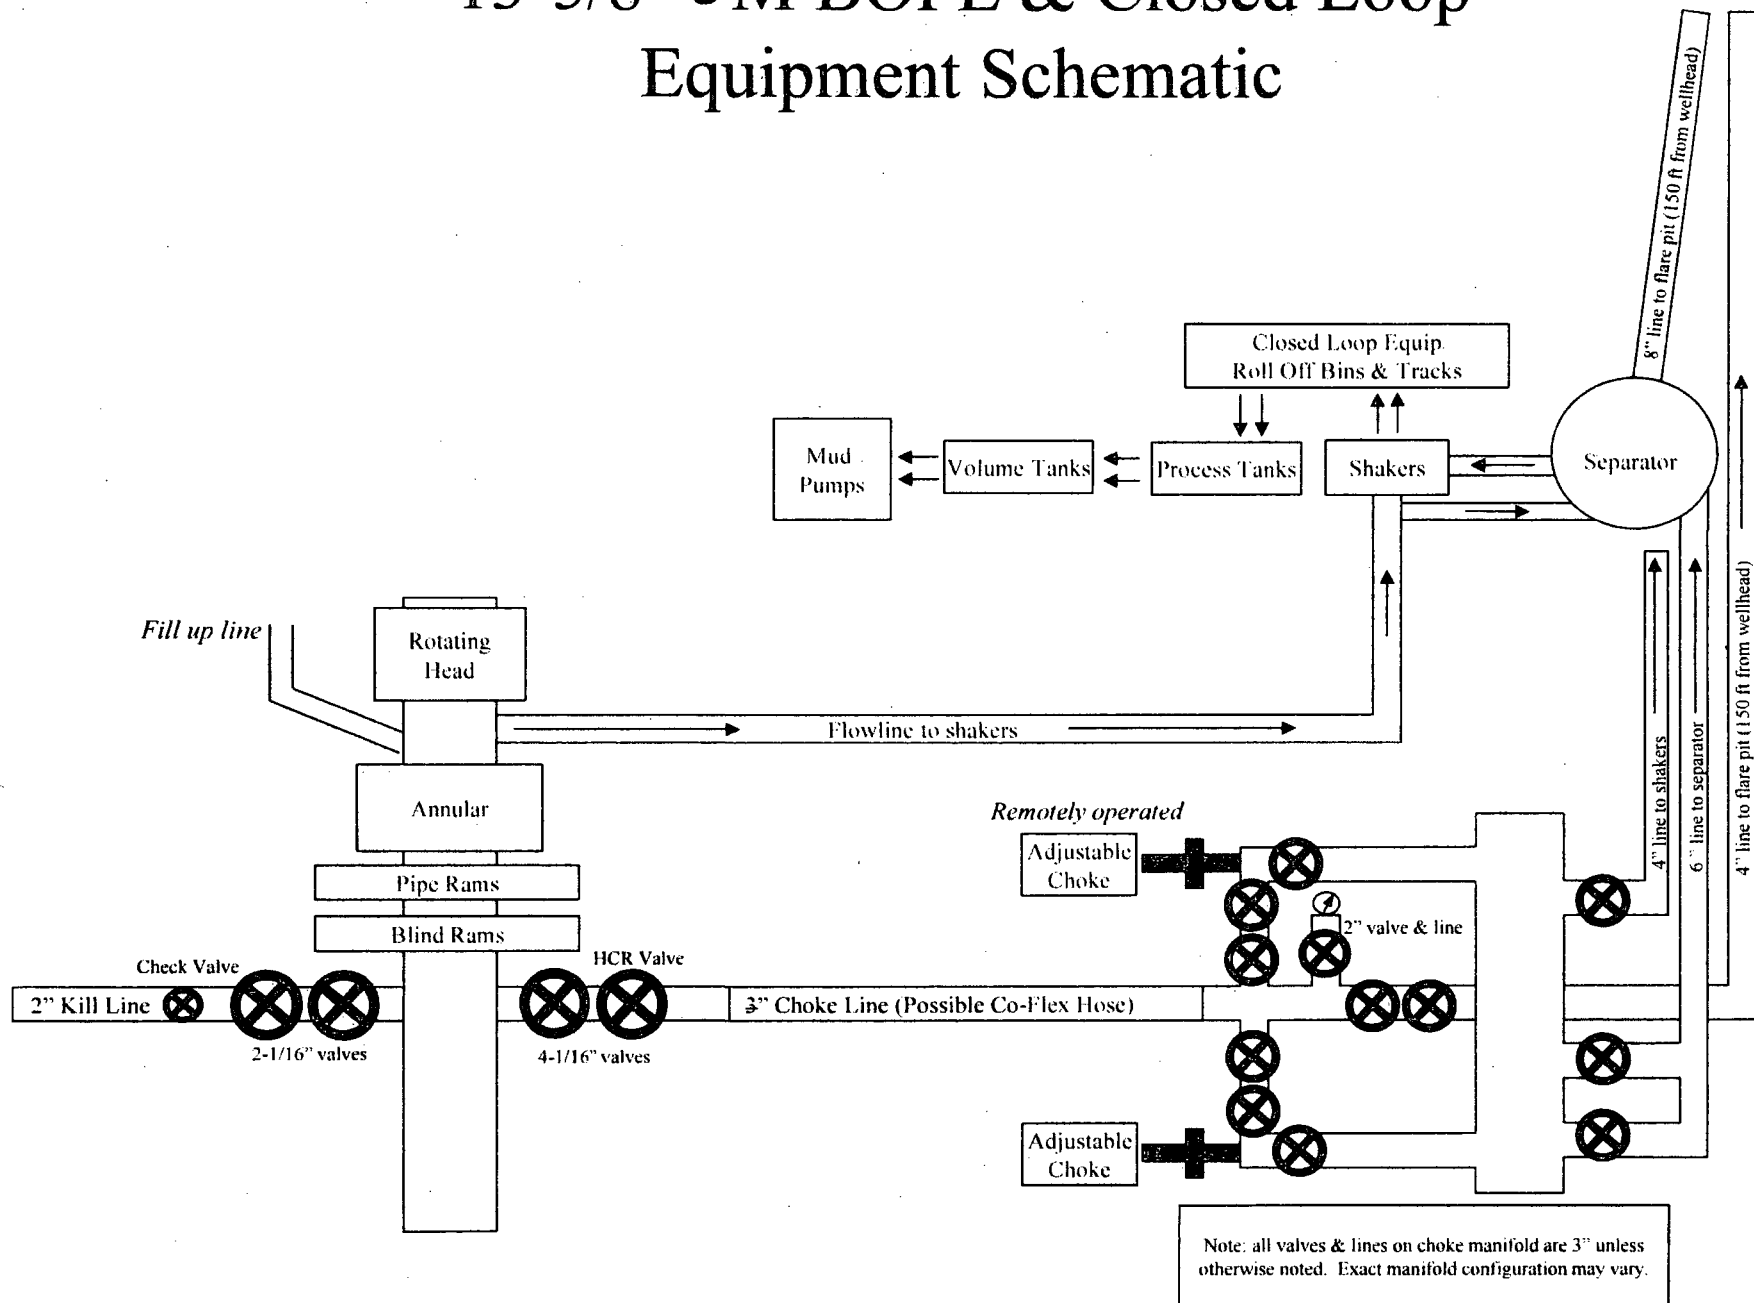 BOPE & Closed Loop
Equipment Schematic
8" line to flare pit (150 ft from wellhead)
Closed Loop Equip.
Roll Off Bins & Tracks
Mud
Pumps
Volume Tanks
Process Tanks
Shakers
Separator
Fill up line
Rotating
Head
Flowline to shakers
4" line to shakers
6" line to separator
4" line to flare pit (150 ft from wellhead)
Annular
Remotely operated
Adjustable
Choke
Pipe Rams
Blind Rams
2" valve & line
Check Valve
HCR Valve
2" Kill Line
3" Choke Line (Possible Co-Flex Hose)
2-1/16" valves
4-1/16" valves
Adjustable
Choke
Note: all valves & lines on choke manifold are 3" unless
otherwise noted. Exact manifold configuration may vary.